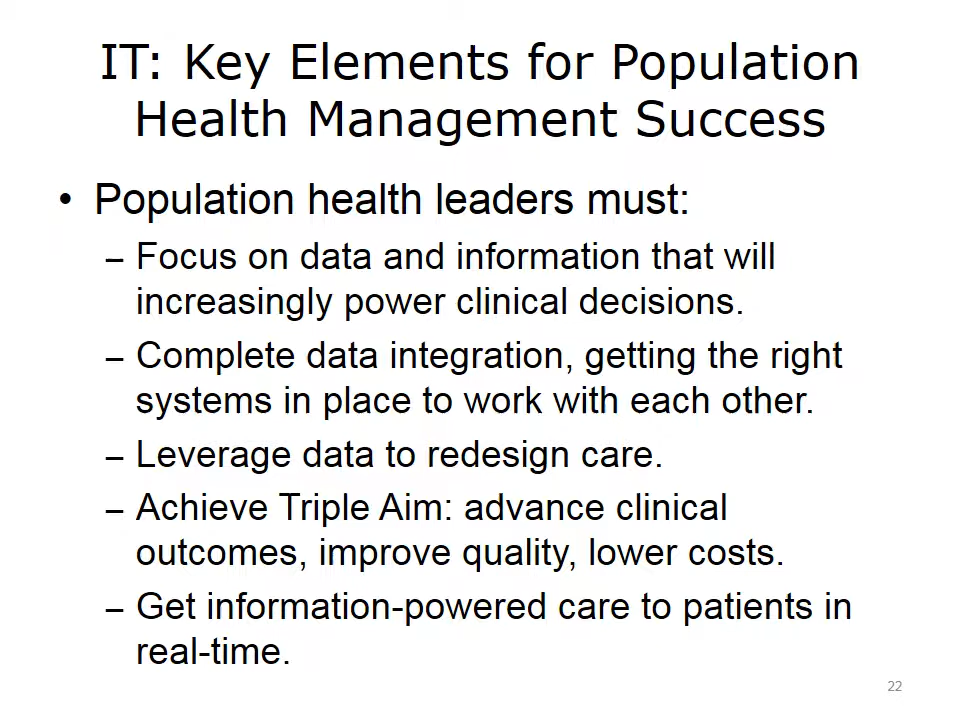 IT: Key Elements for Population
Health Management Success
• Population health leaders must:
– Focus on data and information that will
increasingly power clinical decisions.
– Complete data integration, getting the right
systems in place to work with each other.
– Leverage data to redesign care.
– Achieve Triple Aim: advance clinical
outcomes, improve quality, lower costs.
– Get information-powered care to patients in
real-time.
22